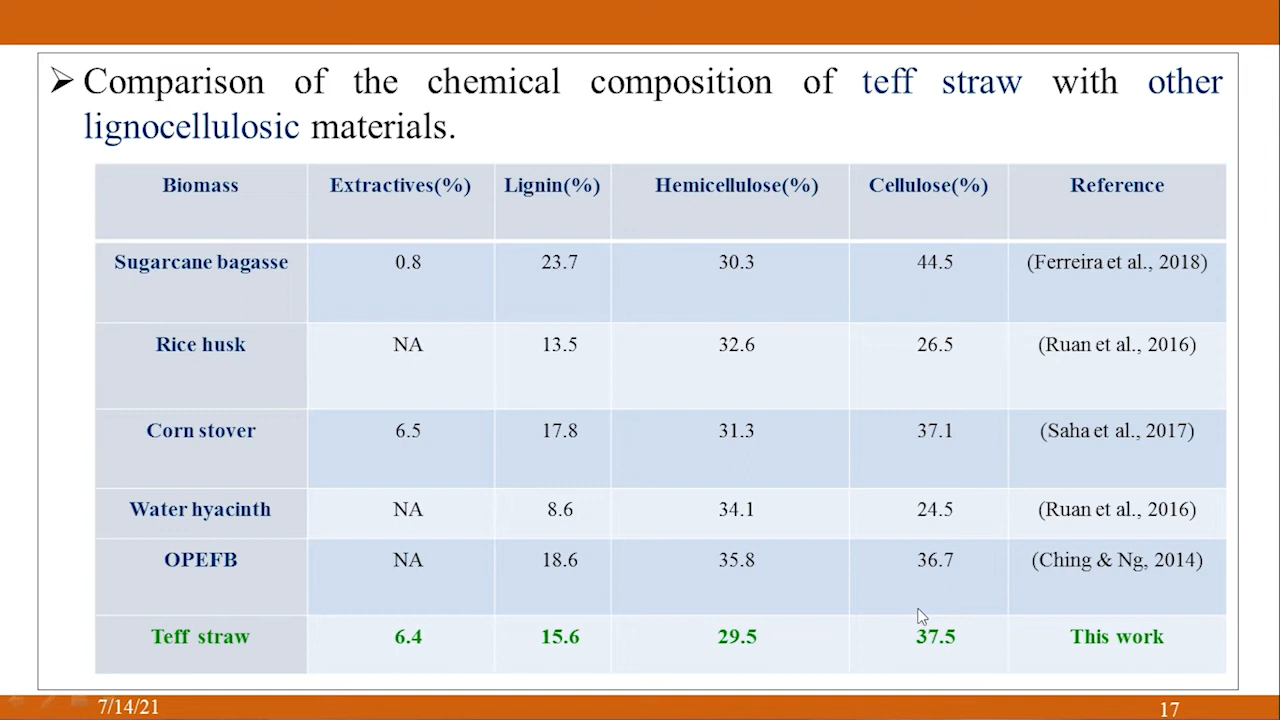 Comparison of the chemical composition of teff straw with other
lignocellulosic materials.
Biomass Extractives(%) Lignin(%) Hemicellulose(%) Cellulose(%) Reference
Sugarcane bagasse 0.8 23.7 30.3 44.5 (Ferreira et al., 2018)
Rice husk NA 13.5 32.6 26.5 (Ruan et al., 2016)
Corn stover 6.5 17.8 31.3 37.1 (Saha et al., 2017)
Water hyacinth NA 8.6 34.1 24.5 (Ruan et al., 2016)
OPEFB NA 18.6 35.8 36.7 (Ching & Ng, 2014)
Teff straw 6.4 15.6 29.5 37.5 This work
7/14/21 17